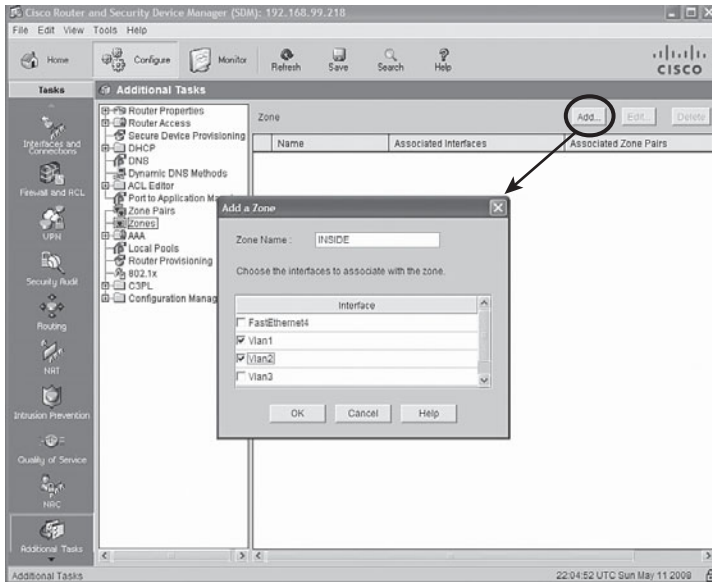 Cisco Router and Security Device Manager (SDM): 192.168.99.218
File Edit View Tools Help
Home
Configure
Monitor
Refresh
Save
Search
Help
CISCO
Tasks
Additional Tasks
Interfaces and Connections
Firewall and ACL
VPN
Security Audit
Routing
NAT
Intrusion Prevention
Quality of Service
NAC
Additional Tasks
Router Properties
Router Access
Secure Device Provisioning
DHCP
DNS
Dynamic DNS Methods
ACL Editor
Port to Application
Zone Pairs
Zones
AAA
Local Pools
Router Provisioning
802.1x
C3PL
Configuration Manag
Zone
Add...
Edit...
Delete
Name
Associated Interfaces
Associated Zone Pairs
Add a Zone
Zone Name :
INSIDE
Choose the interfaces to associate with the zone.
Interface
FastEthernet4
Vlan1
Vlan2
Vlan3
OK
Cancel
Help
Additional Tasks
22:04:52 UTC Sun May 11 2008